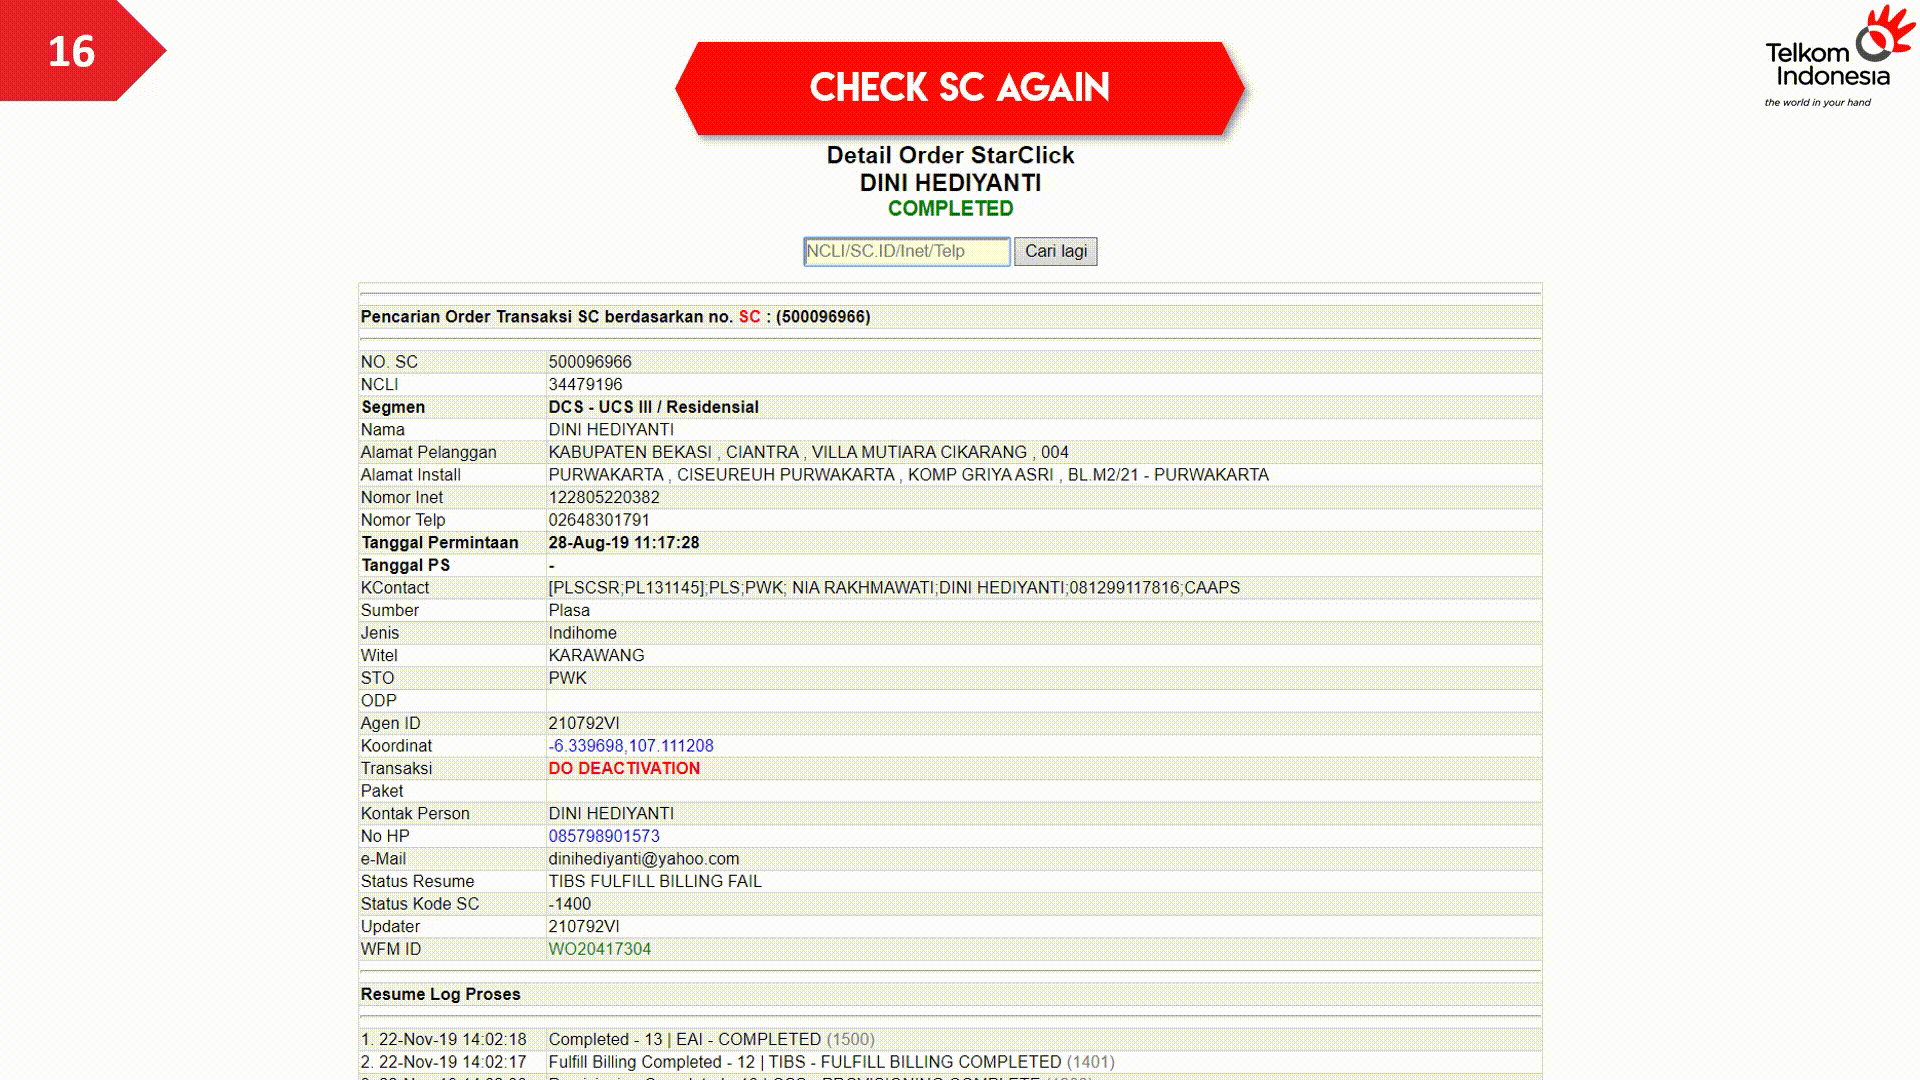 16
CHECK SC AGAIN
Telkom
Indonesia
the world in your hand
Detail Order StarClick
DINI HEDIYANTI
COMPLETED
NCLI/SC.ID/Inet/Telp Cari lagi
Pencarian Order Transaksi SC berdasarkan no. SC : (500096966)
NO. SC 500096966
NCLI 34479196
Segmen DCS - UCS III / Residensial
Nama DINI HEDIYANTI
Alamat Pelanggan KABUPATEN BEKASI , CIANTRA , VILLA MUTIARA CIKARANG , 004
Alamat Install PURWAKARTA , CISEUREUH PURWAKARTA , KOMP GRIYA ASRI , BL.M2/21 - PURWAKARTA
Nomor Inet 122805220382
Nomor Telp 02648301791
Tanggal Permintaan 28-Aug-19 11:17:28
Tanggal PS -
KContact [PLSCSR;PL131145];PLS;PWK; NIA RAKHMAWATI;DINI HEDIYANTI;081299117816;CAAPS
Sumber Plasa
Jenis Indihome
Witel KARAWANG
STO PWK
ODP
Agen ID 210792VI
Koordinat -6.339698,107.111208
Transaksi DO DEACTIVATION
Paket
Kontak Person DINI HEDIYANTI
No HP 085798901573
e-Mail dinihediyanti@yahoo.com
Status Resume TIBS FULFILL BILLING FAIL
Status Kode SC -1400
Updater 210792VI
WFM ID WO20417304
Resume Log Proses
1. 22-Nov-19 14:02:18 Completed - 13 | EAI - COMPLETED (1500)
2. 22-Nov-19 14:02:17 Fulfill Billing Completed - 12 | TIBS - FULFILL BILLING COMPLETED (1401)